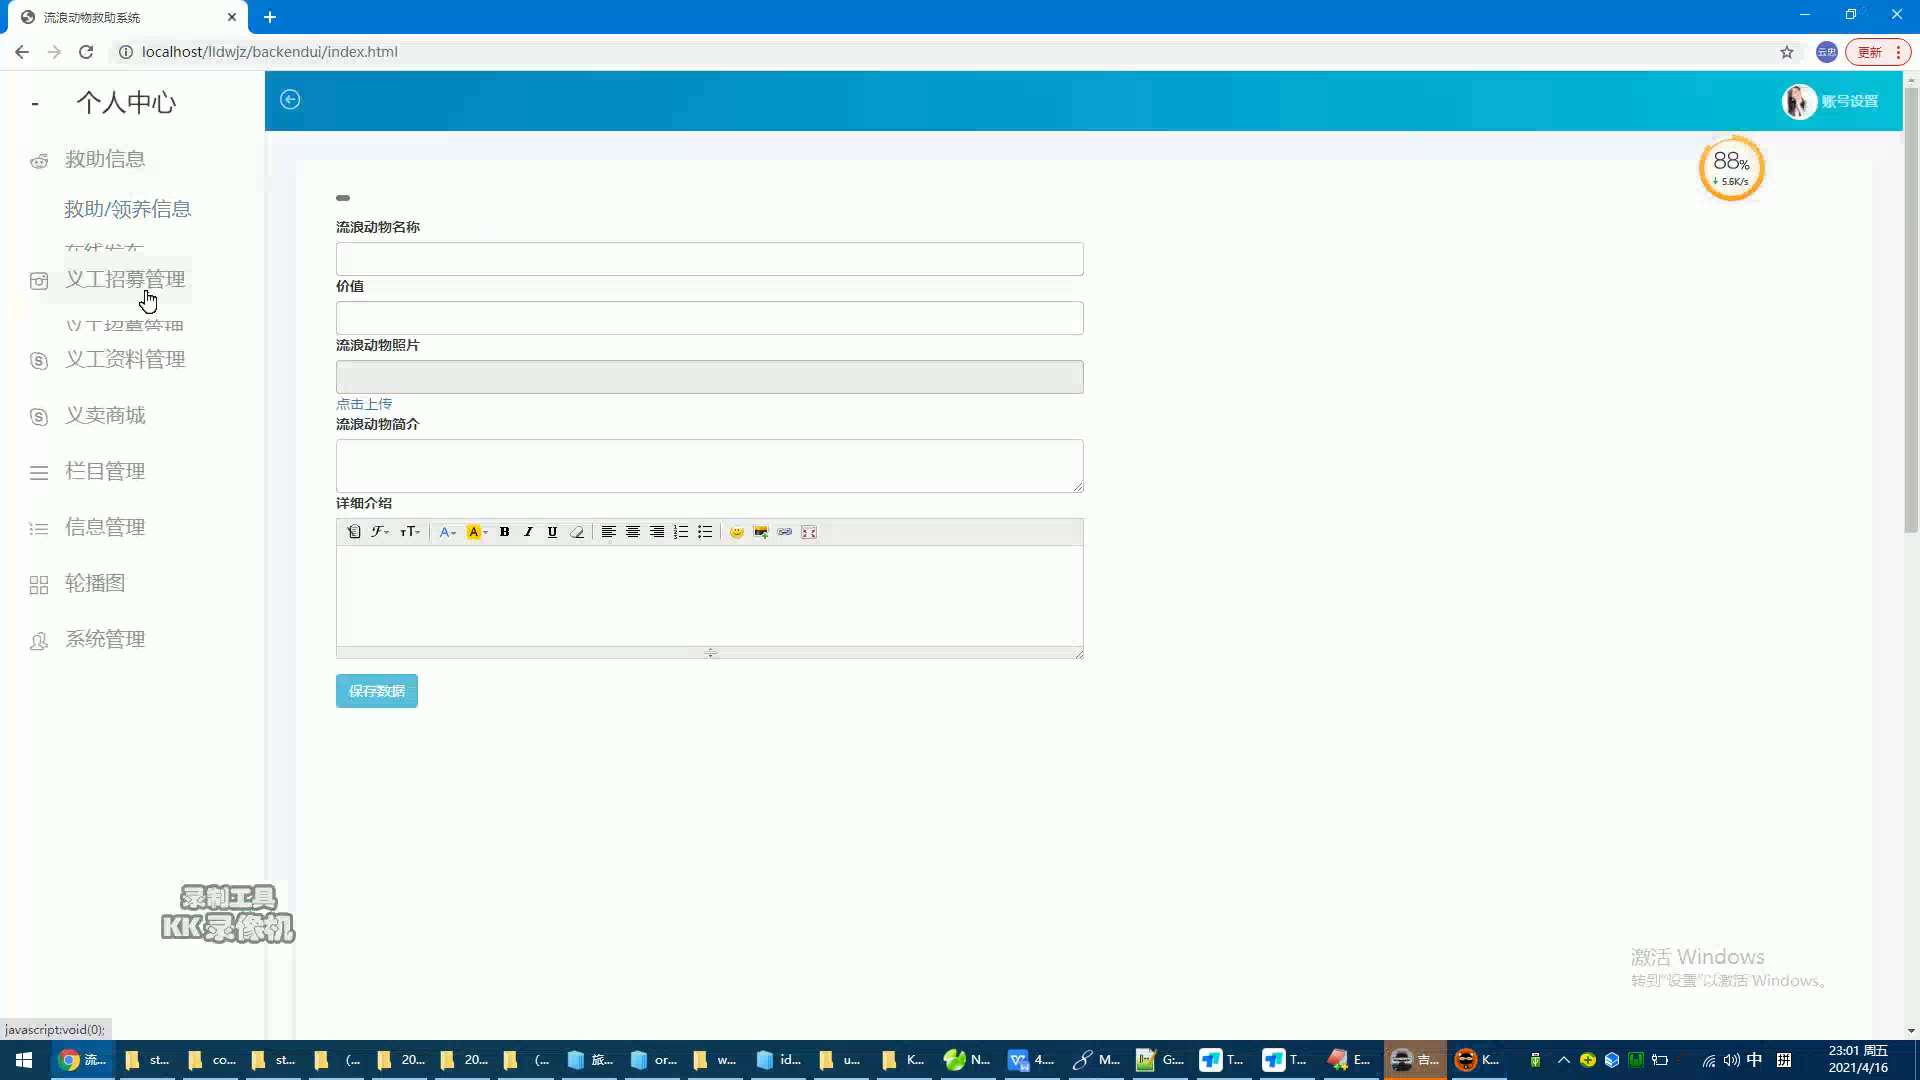 流浪动物救助系统
localhost/lldwjz/backendui/index.html
云忠
更新
- 个人中心
账号设置
救助信息
救助/领养信息
在线发布
义工招募管理
义工招募管理
义工资料管理
义卖商城
栏目管理
信息管理
轮播图
系统管理
88%
5.6K/s
流浪动物名称
价值
流浪动物照片
点击上传
流浪动物简介
详细介绍
保存数据
录制工具
KK录像机
激活 Windows
转到"设置"以激活 Windows。
javascript:void(0);
流... st... co... st... (... 20... 20... (... 旅... or... w... id... u... K... N... 4... M... G:... T... T... E... 吉... K...
中
拼
23:01 周五
2021/4/16